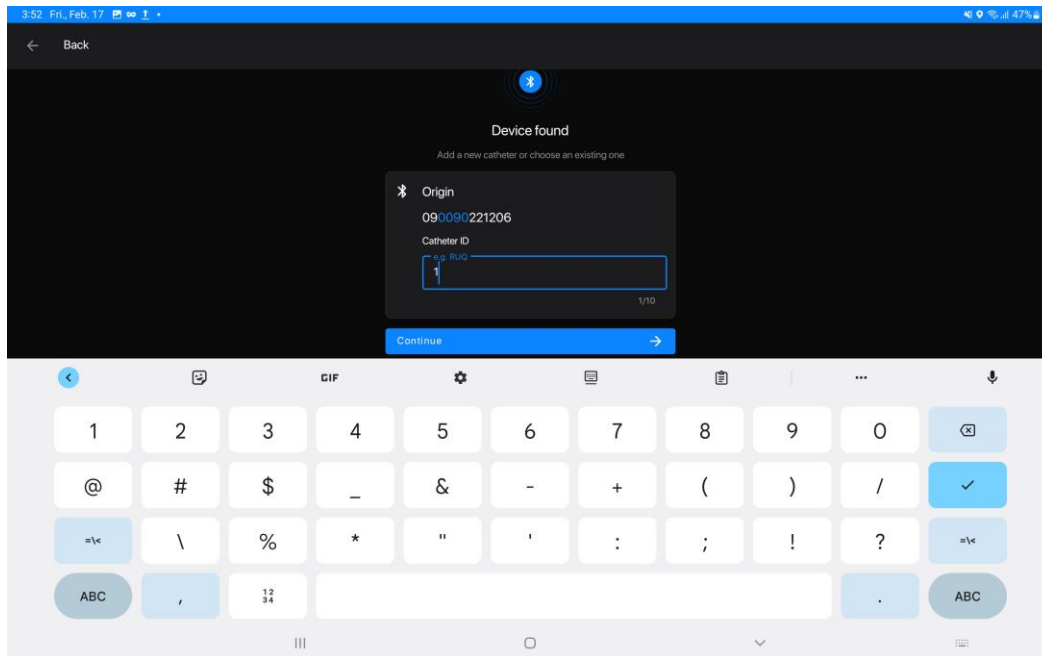 3:52 Fri., Feb. 17 47%
Back
Device found
Add a new catheter or choose an existing one
Origin
090090221206
Catheter ID
e.g. RUQ
1
1/10
Continue
GIF
1 2 3 4 5 6 7 8 9 0
@ # $ _ & - + ( ) /
=\< \ % * " ' : ; ! ? =\<
ABC , 12 34 . ABC